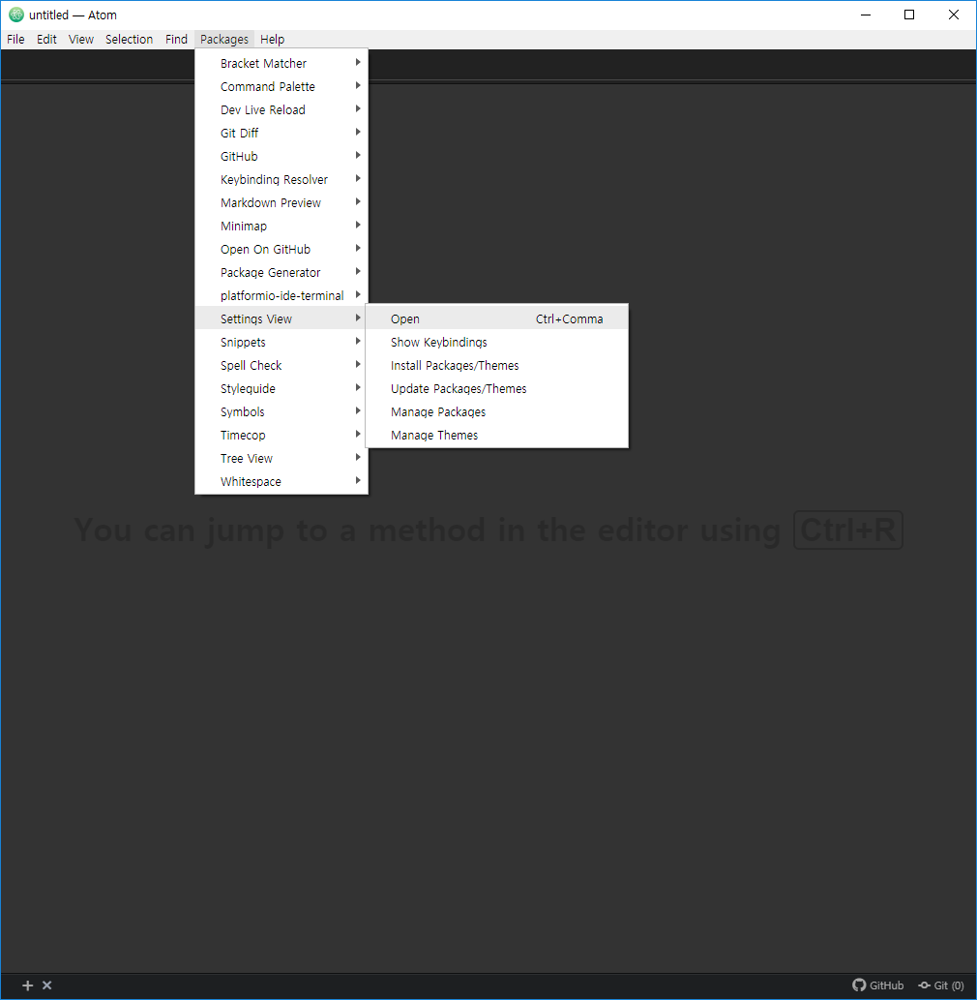 untitled — Atom
File Edit View Selection Find Packages Help
Bracket Matcher
Command Palette
Dev Live Reload
Git Diff
GitHub
Keybinding Resolver
Markdown Preview
Minimap
Open On GitHub
Package Generator
platformio-ide-terminal
Settings View
Snippets
Spell Check
Styleguide
Symbols
Timecop
Tree View
Whitespace
Open Ctrl+Comma
Show Keybindings
Install Packages/Themes
Update Packages/Themes
Manage Packages
Manage Themes
You can jump to a method in the editor using Ctrl+R
GitHub Git (0)